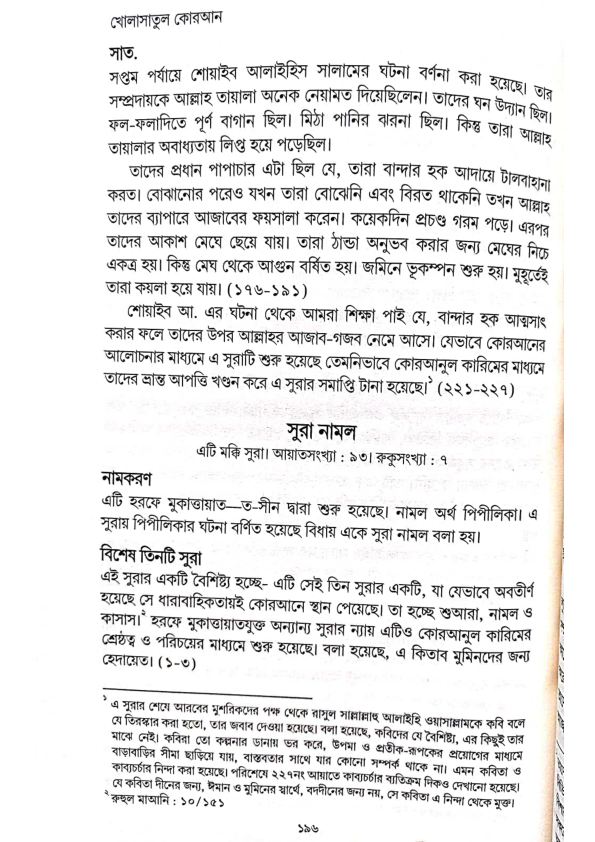 খোলাসাতুল কোরআন
সাত.
সপ্তম পর্যায়ে শোয়াইব আলাইহিস সালামের ঘটনা বর্ণনা করা হয়েছে। তার
সম্প্রদায়কে আল্লাহ তায়ালা অনেক নেয়ামত দিয়েছিলেন। তাদের ঘন উদ্যান ছিল।
ফল-ফলাদিতে পূর্ণ বাগান ছিল। মিঠা পানির ঝরনা ছিল। কিন্তু তারা আল্লাহ
তায়ালার অবাধ্যতায় লিপ্ত হয়ে পড়েছিল।
তাদের প্রধান পাপাচার এটা ছিল যে, তারা বান্দার হক আদায়ে টালবাহানা
করত। বোঝানোর পরেও যখন তারা বোঝেনি এবং বিরত থাকেনি তখন আল্লাহ
তাদের ব্যাপারে আজাবের ফয়সালা করেন। কয়েকদিন প্রচণ্ড গরম পড়ে। এরপর
তাদের আকাশ মেঘে ছেয়ে যায়। তারা ঠান্ডা অনুভব করার জন্য মেঘের নিচে
একত্র হয়। কিন্তু মেঘ থেকে আগুন বর্ষিত হয়। জমিনে ভূকম্পন শুরু হয়। মুহূর্তেই
তারা কয়লা হয়ে যায়। (১৭৬-১৯১)
শোয়াইব আ. এর ঘটনা থেকে আমরা শিক্ষা পাই যে, বান্দার হক আত্মসাৎ
করার ফলে তাদের উপর আল্লাহর আজাব-গজব নেমে আসে। যেভাবে কোরআনের
আলোচনার মাধ্যমে এ সুরাটি শুরু হয়েছে তেমনিভাবে কোরআনুল কারিমের মাধ্যমে
তাদের ভ্রান্ত আপত্তি খণ্ডন করে এ সুরার সমাপ্তি টানা হয়েছে।১ (২২১-২২৭)
সুরা নামল
এটি মক্কি সুরা। আয়াতসংখ্যা : ৯৩। রুকুসংখ্যা : ৭
নামকরণ
এটি হরফে মুকাত্তায়াত—ত-সীন দ্বারা শুরু হয়েছে। নামল অর্থ পিপীলিকা। এ
সুরায় পিপীলিকার ঘটনা বর্ণিত হয়েছে বিধায় একে সুরা নামল বলা হয়।
বিশেষ তিনটি সুরা
এই সুরার একটি বৈশিষ্ট্য হচ্ছে- এটি সেই তিন সুরার একটি, যা যেভাবে অবতীর্ণ
হয়েছে সে ধারাবাহিকতায়ই কোরআনে স্থান পেয়েছে। তা হচ্ছে শুআরা, নামল ও
কাসাস।২ হরফে মুকাত্তায়াতযুক্ত অন্যান্য সুরার ন্যায় এটিও কোরআনুল কারিমের
শ্রেষ্ঠত্ব ও পরিচয়ের মাধ্যমে শুরু হয়েছে। বলা হয়েছে, এ কিতাব মুমিনদের জন্য
হেদায়েত। (১-৩)
১ এ সুরার শেষে আরবের মুশরিকদের পক্ষ থেকে রাসুল সাল্লাল্লাহু আলাইহি ওয়াসাল্লামকে কবি বলে
যে তিরস্কার করা হতো, তার জবাব দেওয়া হয়েছে। বলা হয়েছে, কবিদের যে বৈশিষ্ট্য, এর কিছুই তার
মাঝে নেই। কবিরা তো কল্পনার ডানায় ভর করে, উপমা ও প্রতীক-রূপকের প্রয়োগের মাধ্যমে
বাড়াবাড়ির সীমা ছাড়িয়ে যায়, বাস্তবতার সাথে যার কোনো সম্পর্ক থাকে না। এমন কবিতা ও
কাব্যচর্চার নিন্দা করা হয়েছে। পরিশেষে ২২৭নং আয়াতে কাব্যচর্চার ব্যতিক্রম দিকও দেখানো হয়েছে।
যে কবিতা দীনের জন্য, ঈমান ও মুমিনের স্বার্থে, বদদীনের জন্য নয়, সে কবিতা এ নিন্দা থেকে মুক্ত।
২ রুহুল মাআনি : ১০/১৫১
১৯৬